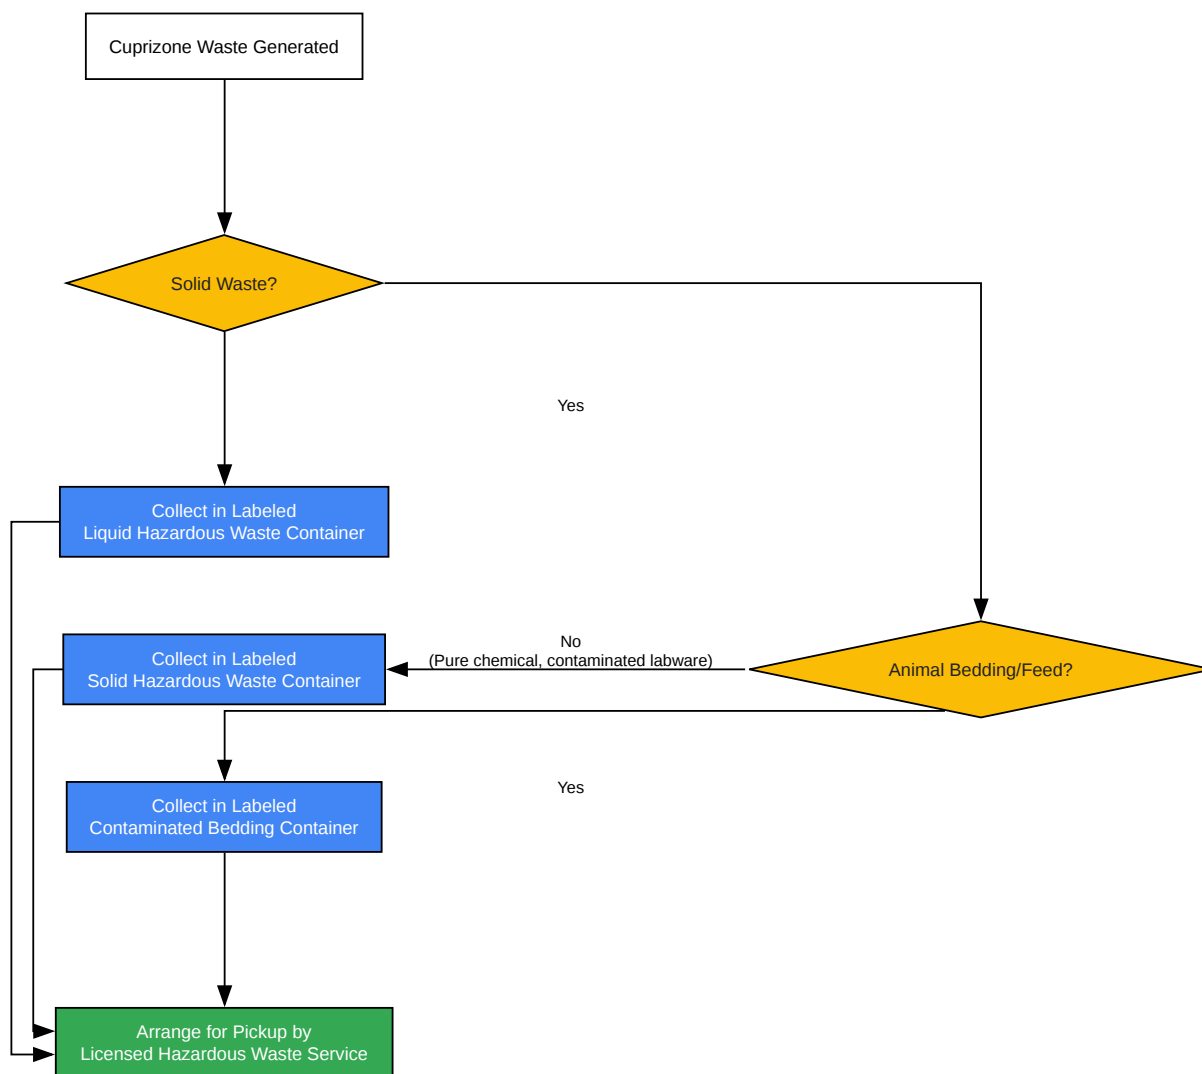 Cuprizone Waste Generated
Solid Waste?
Yes
Collect in Labeled
Liquid Hazardous Waste Container
No
(Pure chemical, contaminated labware)
Collect in Labeled
Solid Hazardous Waste Container
Animal Bedding/Feed?
Yes
Collect in Labeled
Contaminated Bedding Container
Arrange for Pickup by
Licensed Hazardous Waste Service